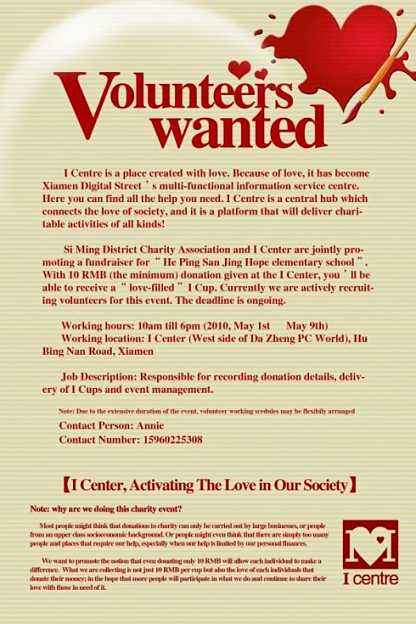 Volunteers
wanted
I Centre is a place created with love. Because of love, it has become
Xiamen Digital Street ' s multi-functional information service centre.
Here you can find all the help you need. I Centre is a central hub which
connects the love of society, and it is a platform that will deliver chari-
table activities of all kinds!
Si Ming District Charity Association and I Center are jointly pro-
moting a fundraiser for “ He Ping San Jing Hope elementary school ”.
With 10 RMB (the minimum) donation given at the I Center, you ' ll be
able to receive a “ love-filled ” I Cup. Currently we are actively recruit-
ing volunteers for this event. The deadline is ongoing.
Working hours: 10am till 6pm (2010, May 1st May 9th)
Working location: I Center (West side of Da Zheng PC World), Hu
Bing Nan Road, Xiamen
Job Description: Responsible for recording donation details, deliv-
ery of I Cups and event management.
Note: Due to the extensive duration of the event, volunteer working scedules may be flexibily arranged
Contact Person: Annie
Contact Number: 15960225308
【I Center, Activating The Love in Our Society】
Note: why are we doing this charity event?
Most people might think that donations to charity can only be carried out by large businesses, or people
from an upper class socioeconomic background. Or people might even think that there are simply too many
people and places that require our help, especially when our help is limited by our personal finances.
We want to promote the notion that even donating only 10 RMB will allow each individual to make a
difference. What we are collecting is not just 10 RMB per cup but also the love of each individuals that
donate their money; in the hope that more people will participate in what we do and continue to share their
love with those in need of it.
M
I centre